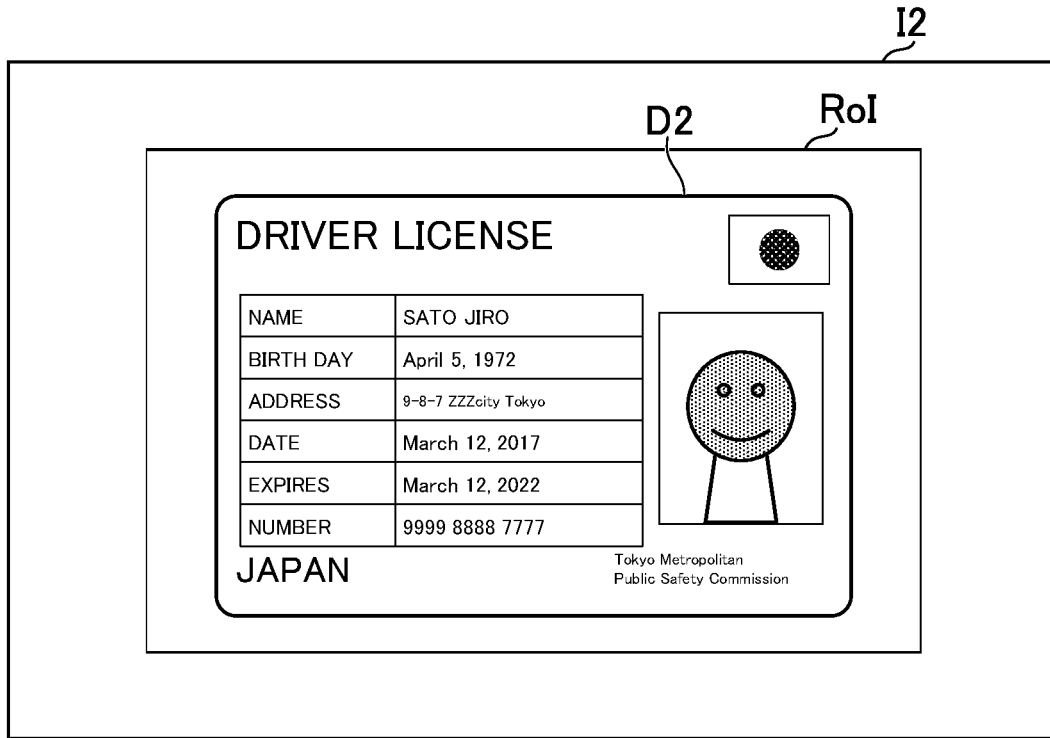 I2
RoI
D2
DRIVER LICENSE
NAME SATO JIRO
BIRTH DAY April 5, 1972
ADDRESS 9-8-7 ZZZcity Tokyo
DATE March 12, 2017
EXPIRES March 12, 2022
NUMBER 9999 8888 7777
JAPAN
Tokyo Metropolitan
Public Safety Commission